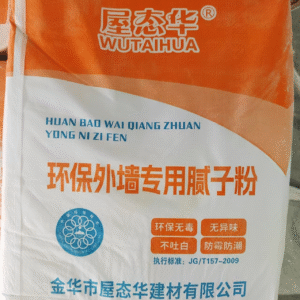 屋态华®
WUTAIHUA
HUAN BAO WAI QIANG ZHUAN
YONG NI ZI FEN
环保外墙专用腻子粉
环保无毒 无异味
不吐白 防霉防潮
执行标准：JG/T157-2009
金华市屋态华建材有限公司